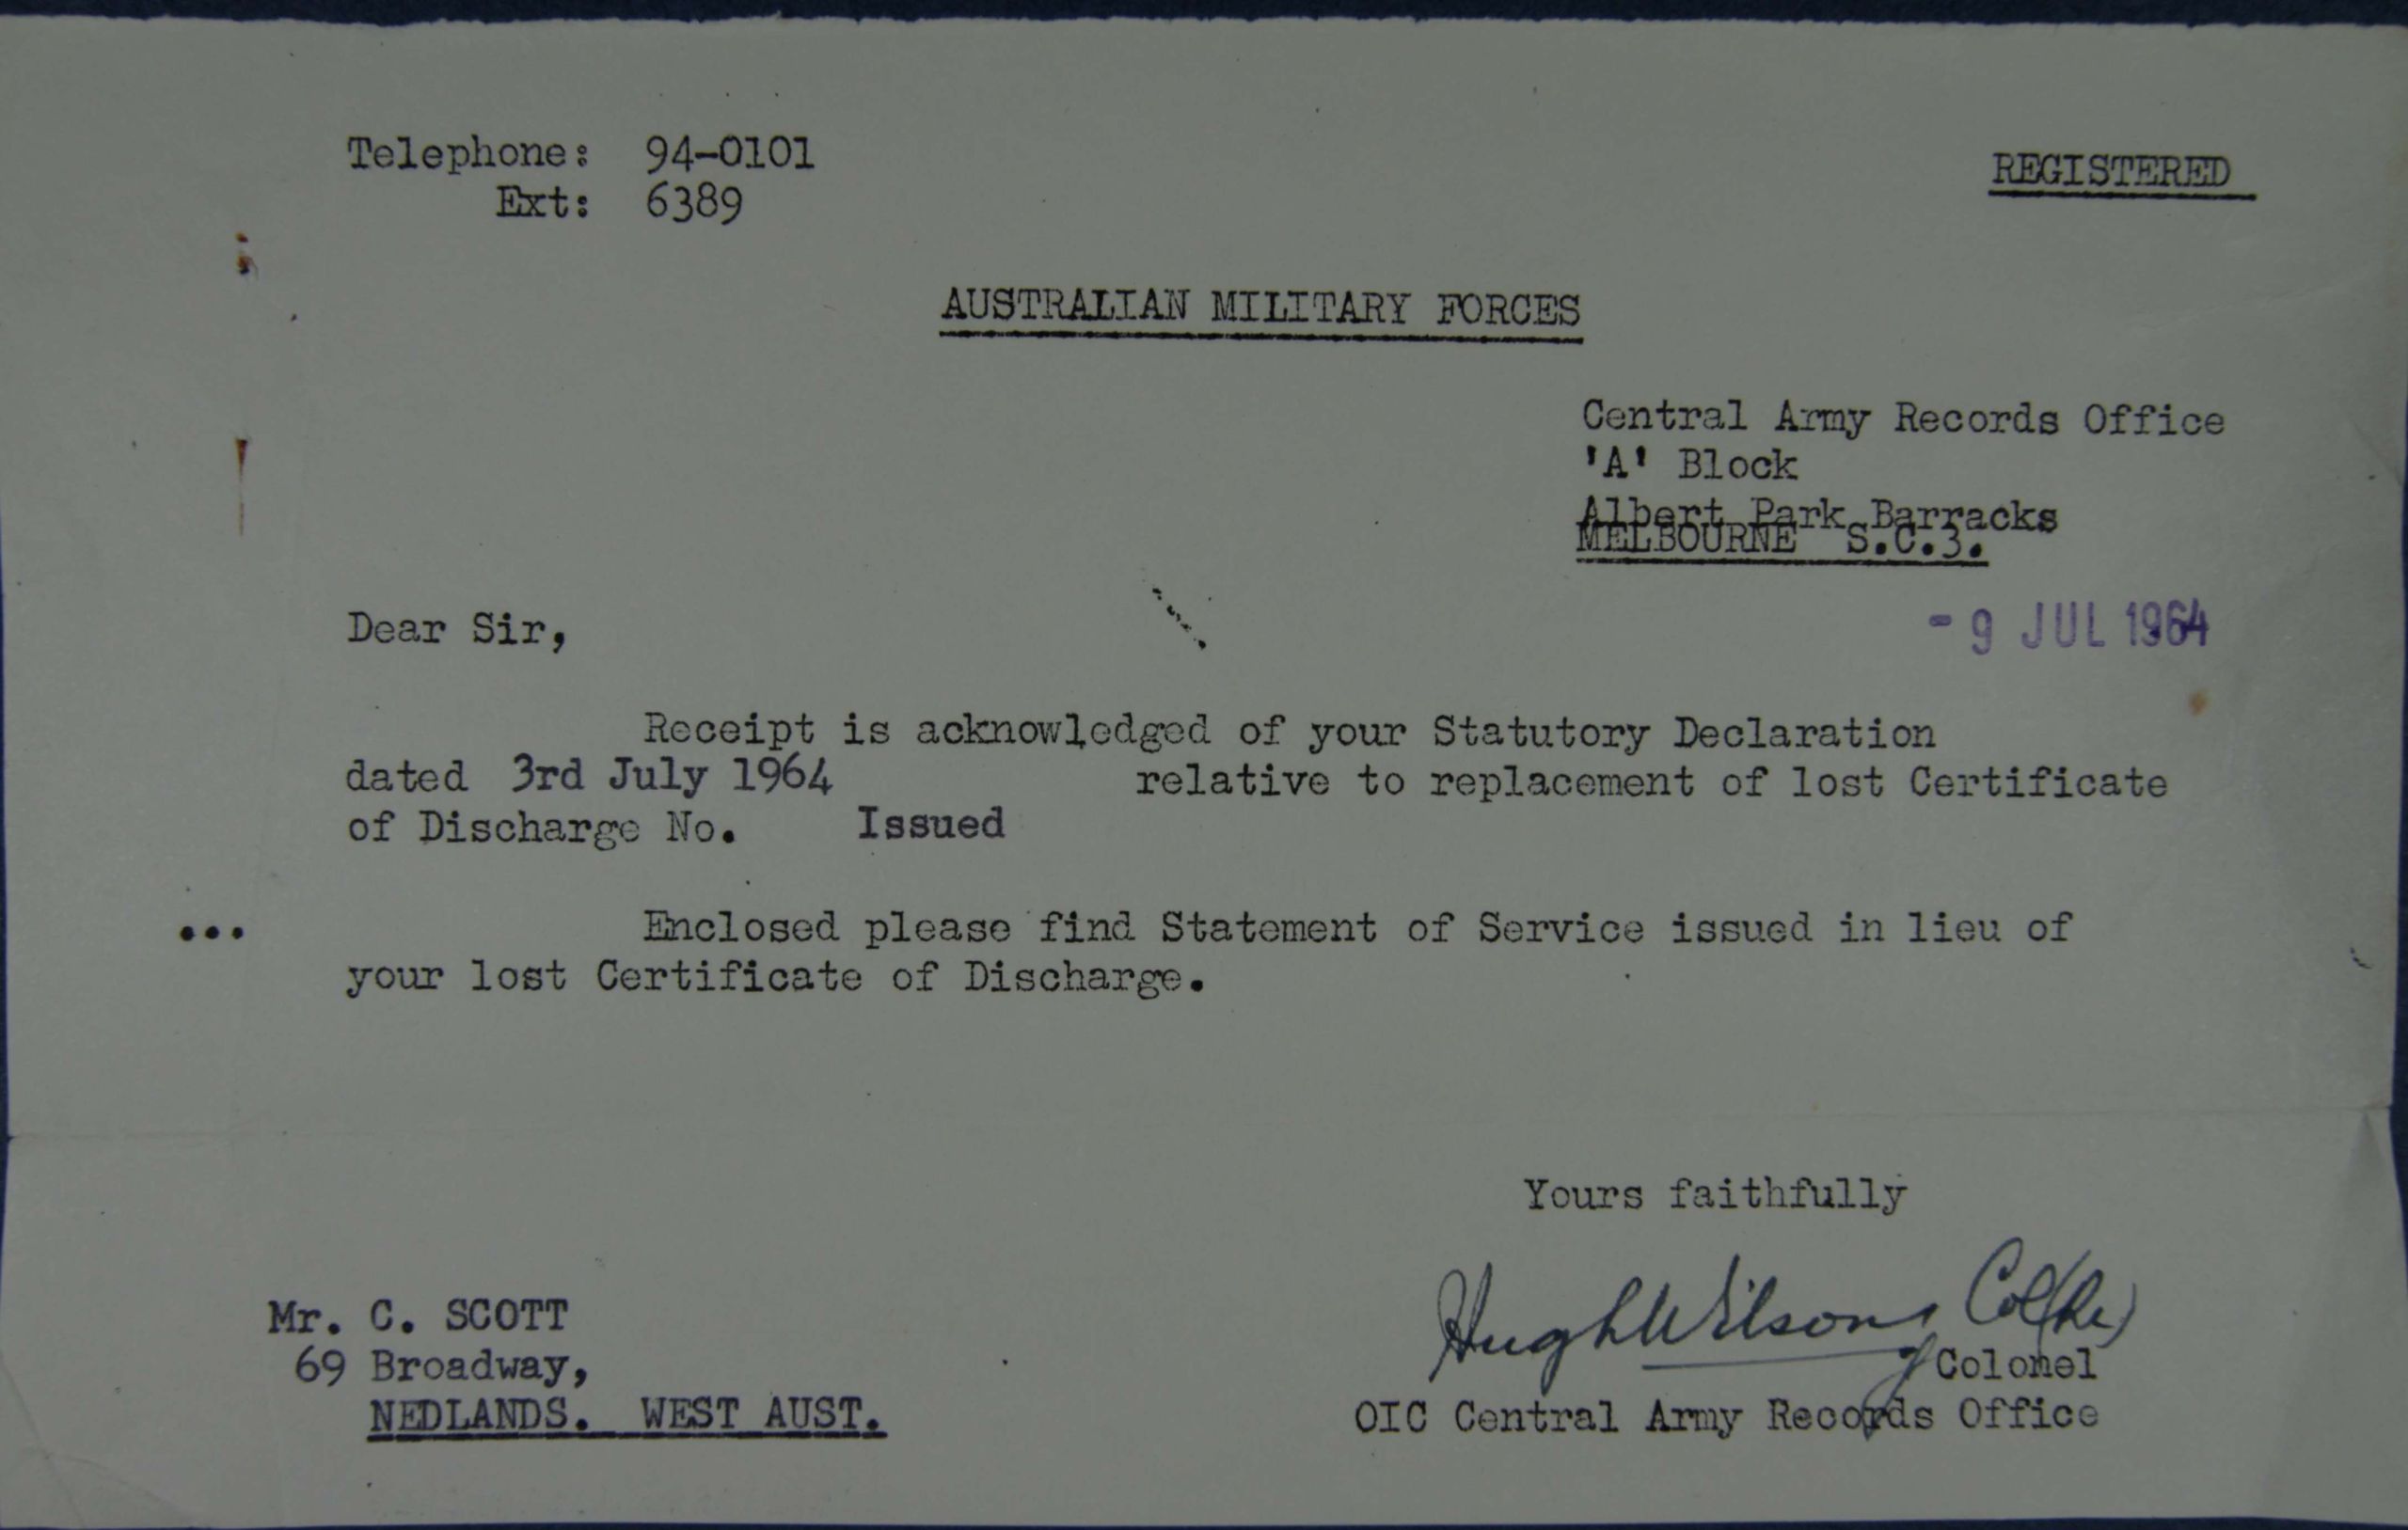 Telephone: 94-0101
REGISTERED
Ext: 6389
AUSTRALIAN MILITARY FORCES
Central Army Records Office
'A' Block
Albert Park Barracks
MELBOURNE S.C.3.
- 9 JUL 1964
Dear Sir,
Receipt is acknowledged of your Statutory Declaration
dated 3rd July 1964 relative to replacement of lost Certificate
of Discharge No. Issued
... Enclosed please find Statement of Service issued in lieu of
your lost Certificate of Discharge.
Yours faithfully
Hugh Wilson Col
Colonel
OIC Central Army Records Office
Mr. C. SCOTT
69 Broadway,
NEDLANDS. WEST AUST.